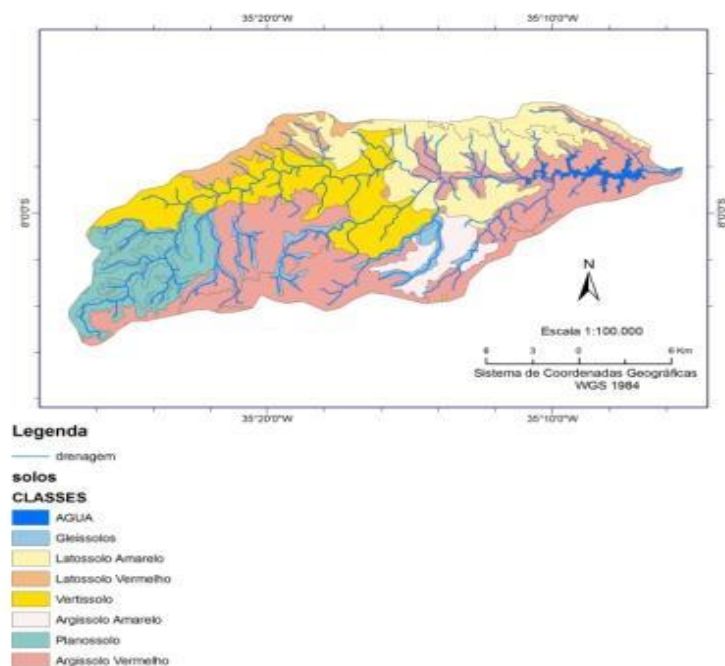 35°20'0"W 35°10'0"W
8°0'0"S 8°0'0"S
N
Escala 1:100.000
6 3 0 6 Km
Sistema de Coordenadas Geográficas
WGS 1984
35°20'0"W 35°10'0"W
Legenda
drenagem
solos
CLASSES
AGUA
Gleissolos
Latossolo Amarelo
Latossolo Vermelho
Vertissolo
Argissolo Amarelo
Planossolo
Argissolo Vermelho